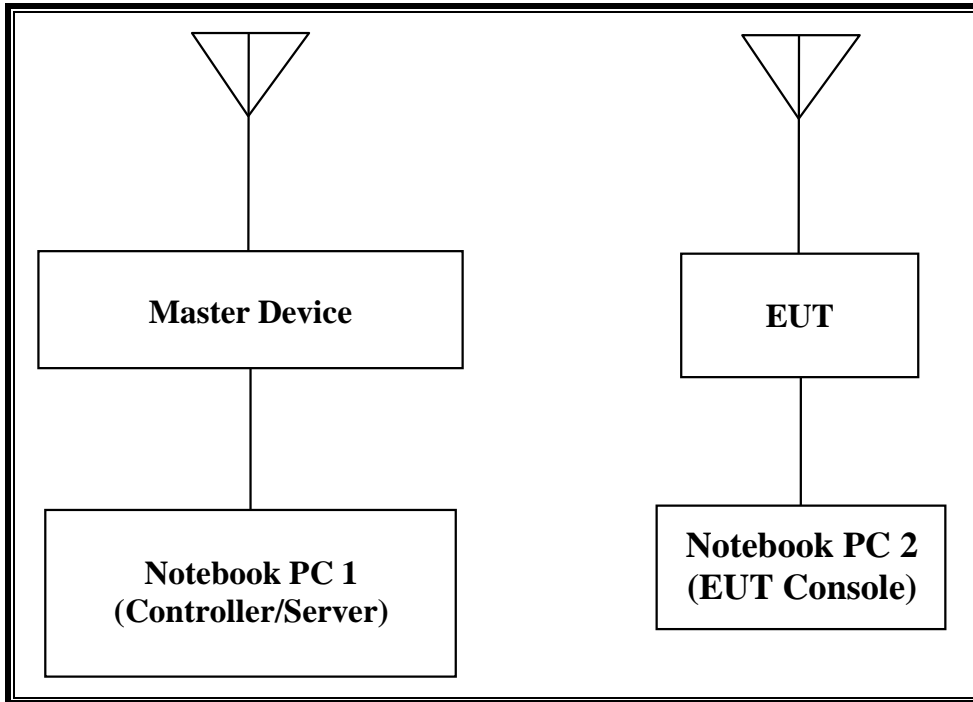 Master Device
EUT
Notebook PC 1
(Controller/Server)
Notebook PC 2
(EUT Console)